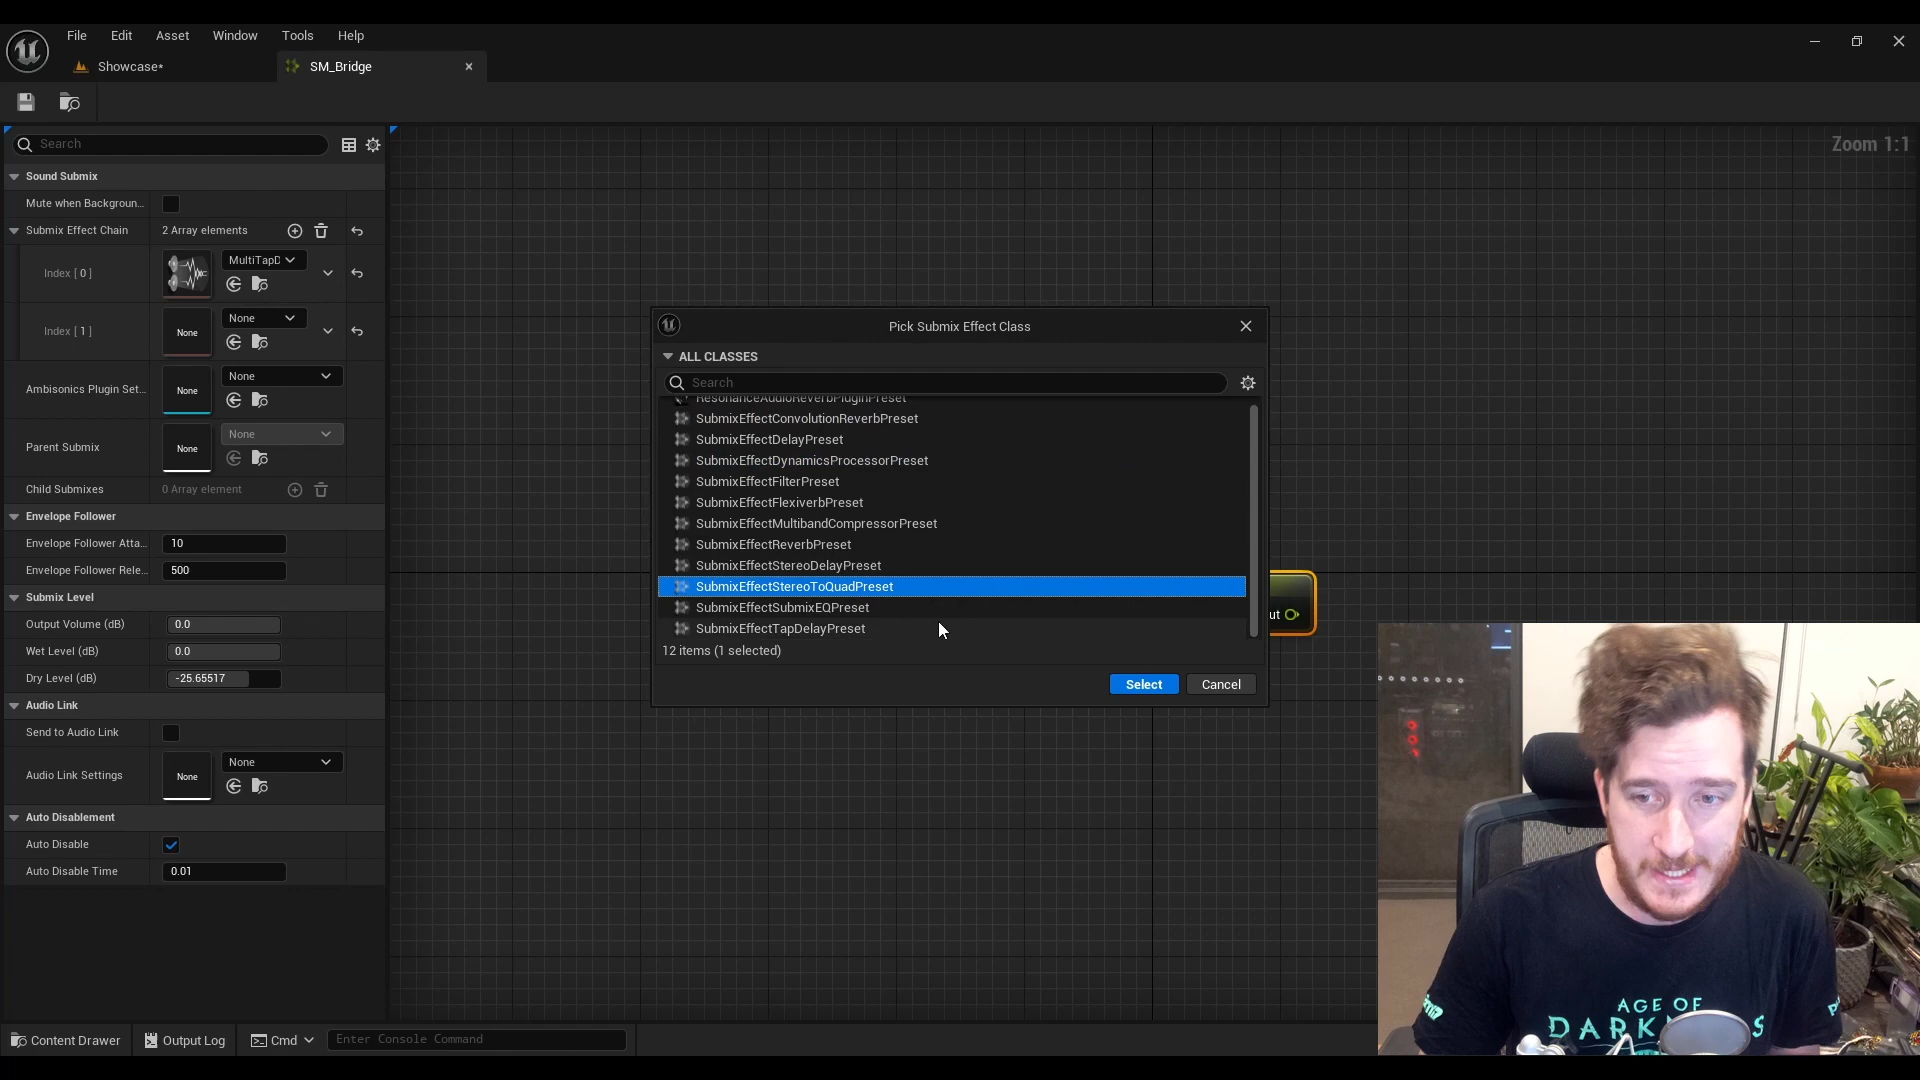 File Edit Asset Window Tools Help
Showcase*
SM_Bridge
Search
Zoom 1:1
Sound Submix
Mute when Backgroun...
Submix Effect Chain 2 Array elements
Index [ 0 ] MultiTapD
Index [ 1 ] None None
Ambisonics Plugin Set... None None
Parent Submix None None
Child Submixes 0 Array element
Envelope Follower
Envelope Follower Atta... 10
Envelope Follower Rele... 500
Submix Level
Output Volume (dB) 0.0
Wet Level (dB) 0.0
Dry Level (dB) -25.65517
Audio Link
Send to Audio Link
Audio Link Settings None None
Auto Disablement
Auto Disable
Auto Disable Time 0.01
Pick Submix Effect Class
ALL CLASSES
Search
ResonanceAudioReverbPluginPreset
SubmixEffectConvolutionReverbPreset
SubmixEffectDelayPreset
SubmixEffectDynamicsProcessorPreset
SubmixEffectFilterPreset
SubmixEffectFlexiverbPreset
SubmixEffectMultibandCompressorPreset
SubmixEffectReverbPreset
SubmixEffectStereoDelayPreset
SubmixEffectStereoToQuadPreset
SubmixEffectSubmixEQPreset
SubmixEffectTapDelayPreset
12 items (1 selected)
Select Cancel
ut
AGE OF
DARKN S
Content Drawer Output Log Cmd Enter Console Command